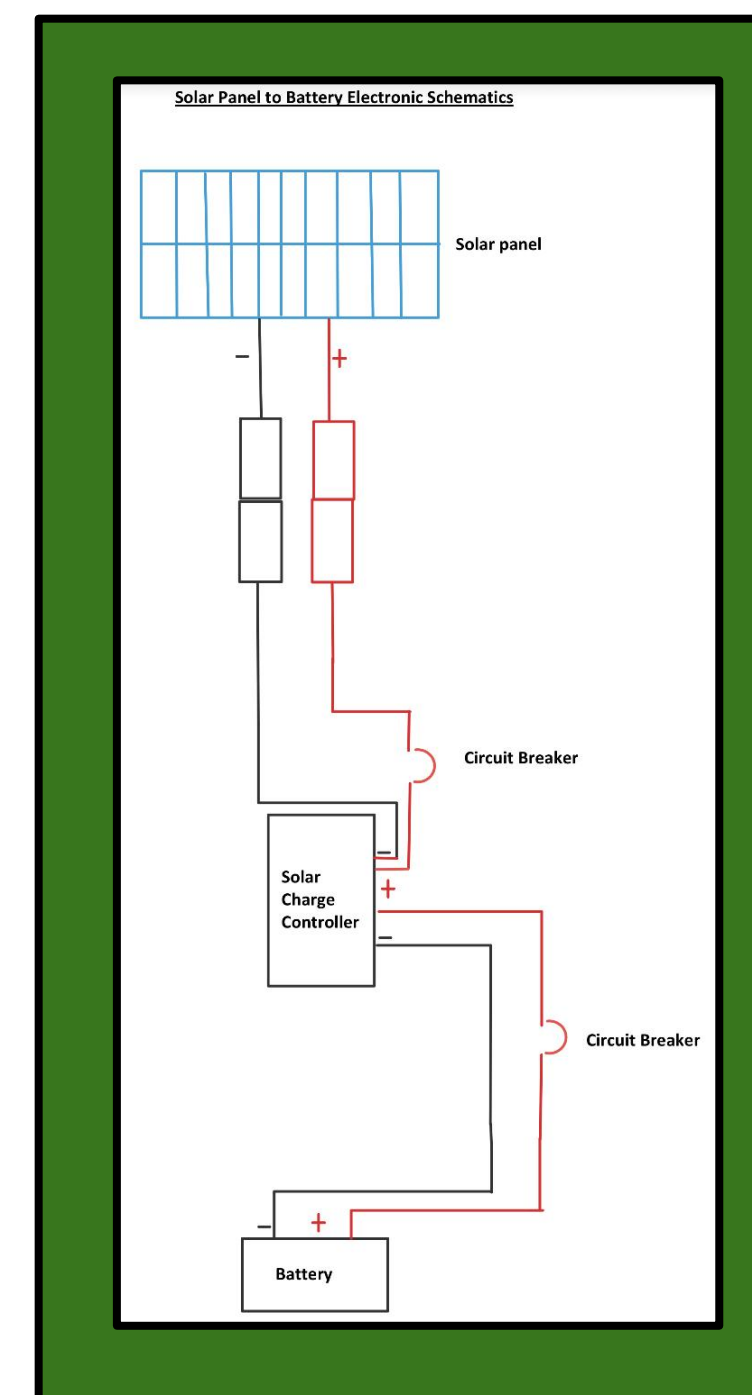 Solar Panel to Battery Electronic Schematics
Solar panel
−
+
Circuit Breaker
−
Solar
Charge
Controller
+
−
Circuit Breaker
−
+
Battery